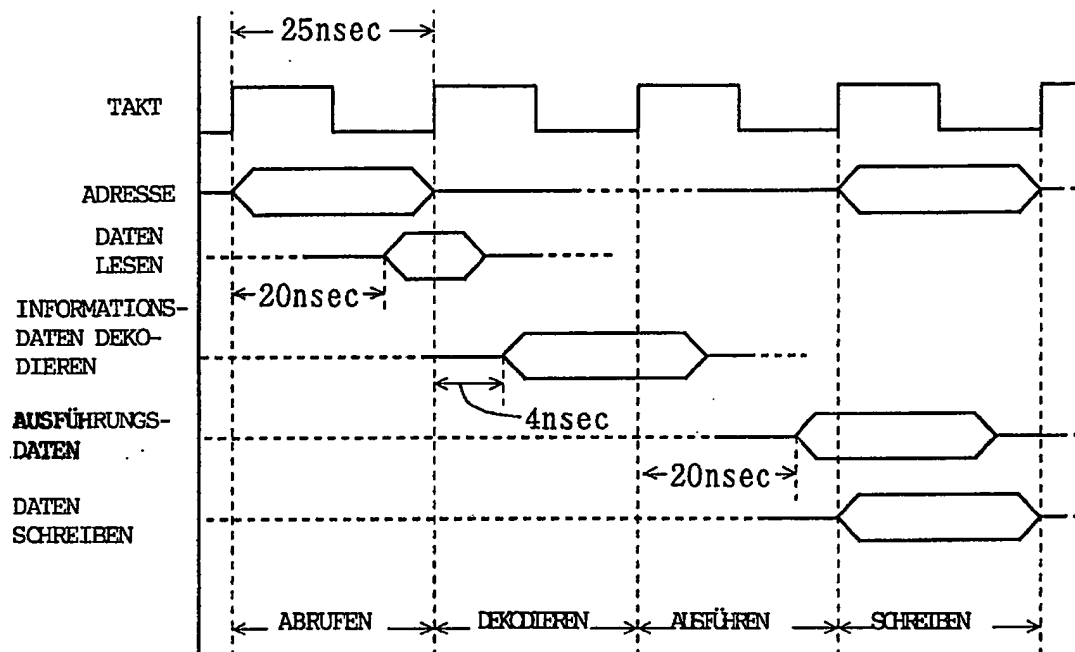 25nsec
TAKT
ADRESSE
DATEN
LESEN
20nsec
INFORMATIONS-
DATEN DEKO-
DIEREN
4nsec
AUSFÜHRUNGS-
DATEN
20nsec
DATEN
SCHREIBEN
ABRUFEN DEKODIEREN AUSFÜHREN SCHREIBEN